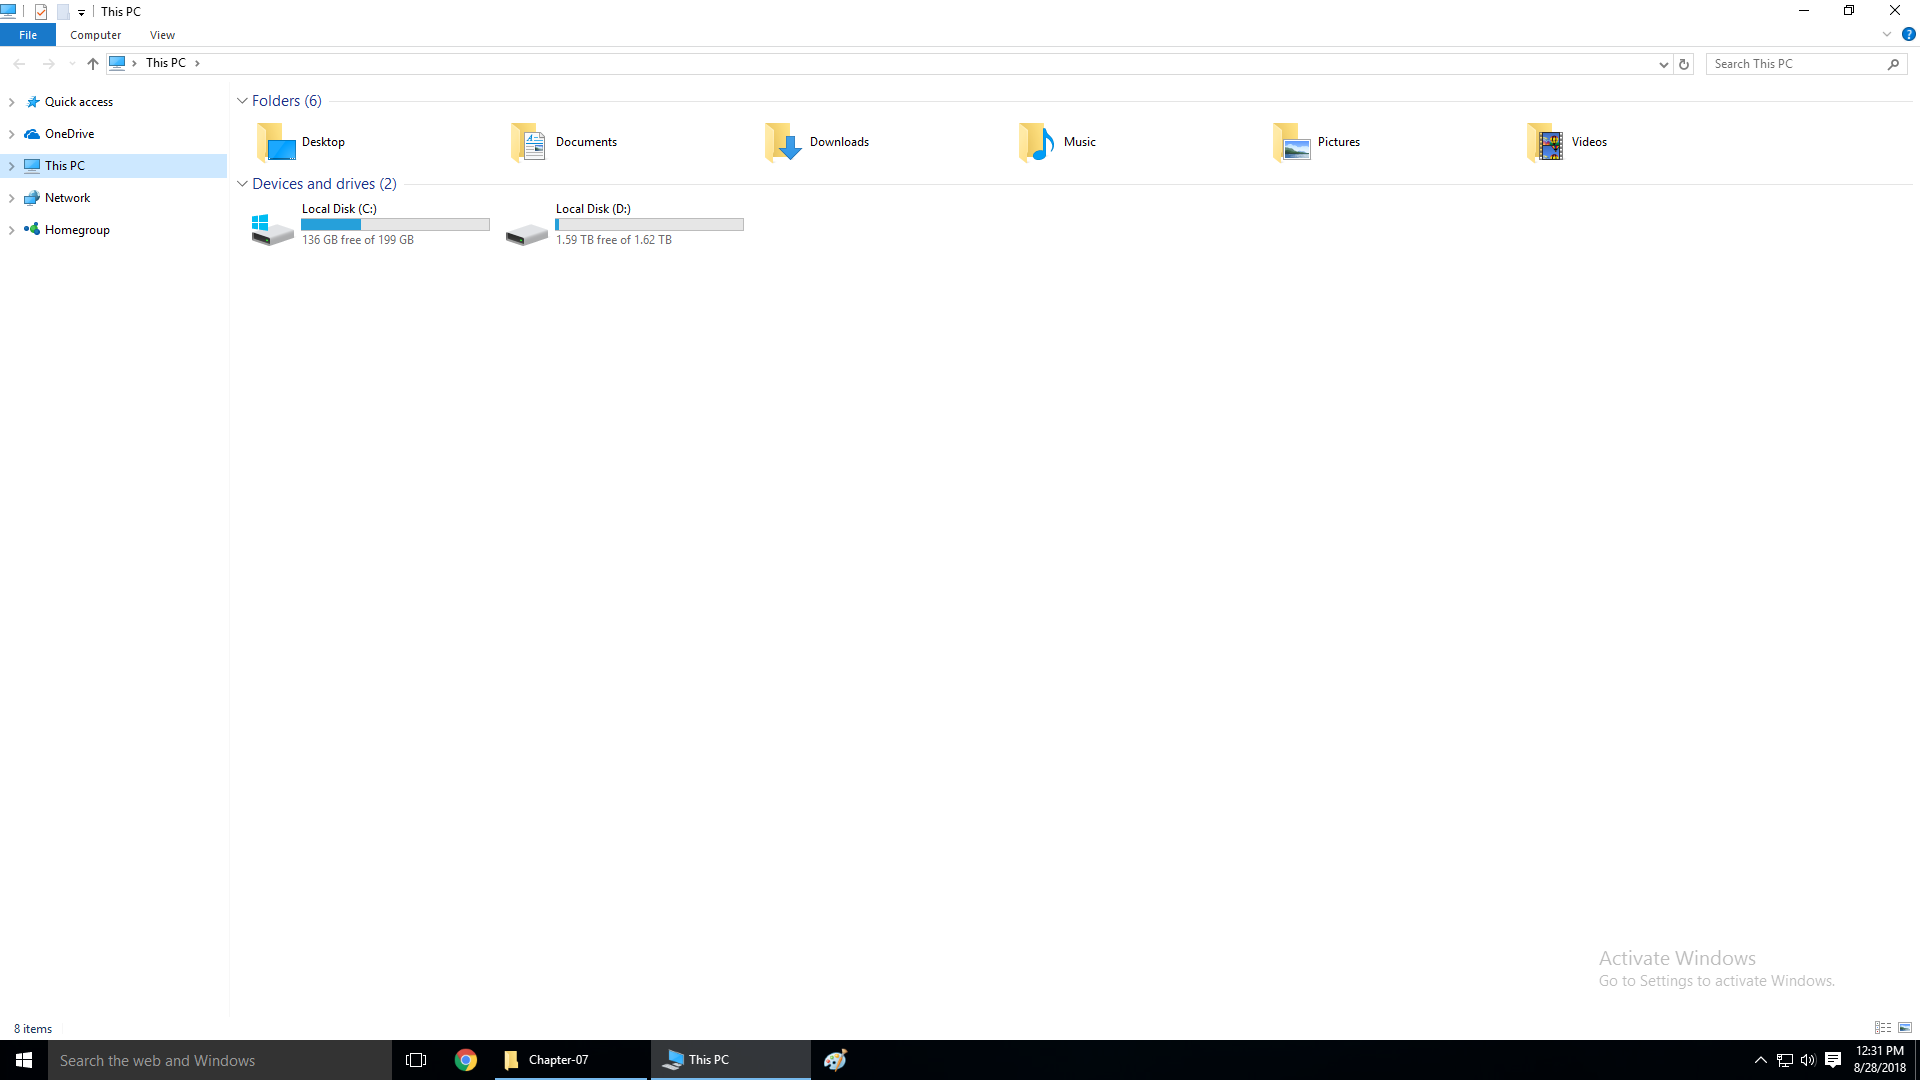 This PC
File
Computer
View
This PC
Search This PC
Quick access
OneDrive
This PC
Network
Homegroup
Folders (6)
Desktop
Documents
Downloads
Music
Pictures
Videos
Devices and drives (2)
Local Disk (C:)
136 GB free of 199 GB
Local Disk (D:)
1.59 TB free of 1.62 TB
Activate Windows
Go to Settings to activate Windows.
8 items
Search the web and Windows
Chapter-07
This PC
12:31 PM
8/28/2018